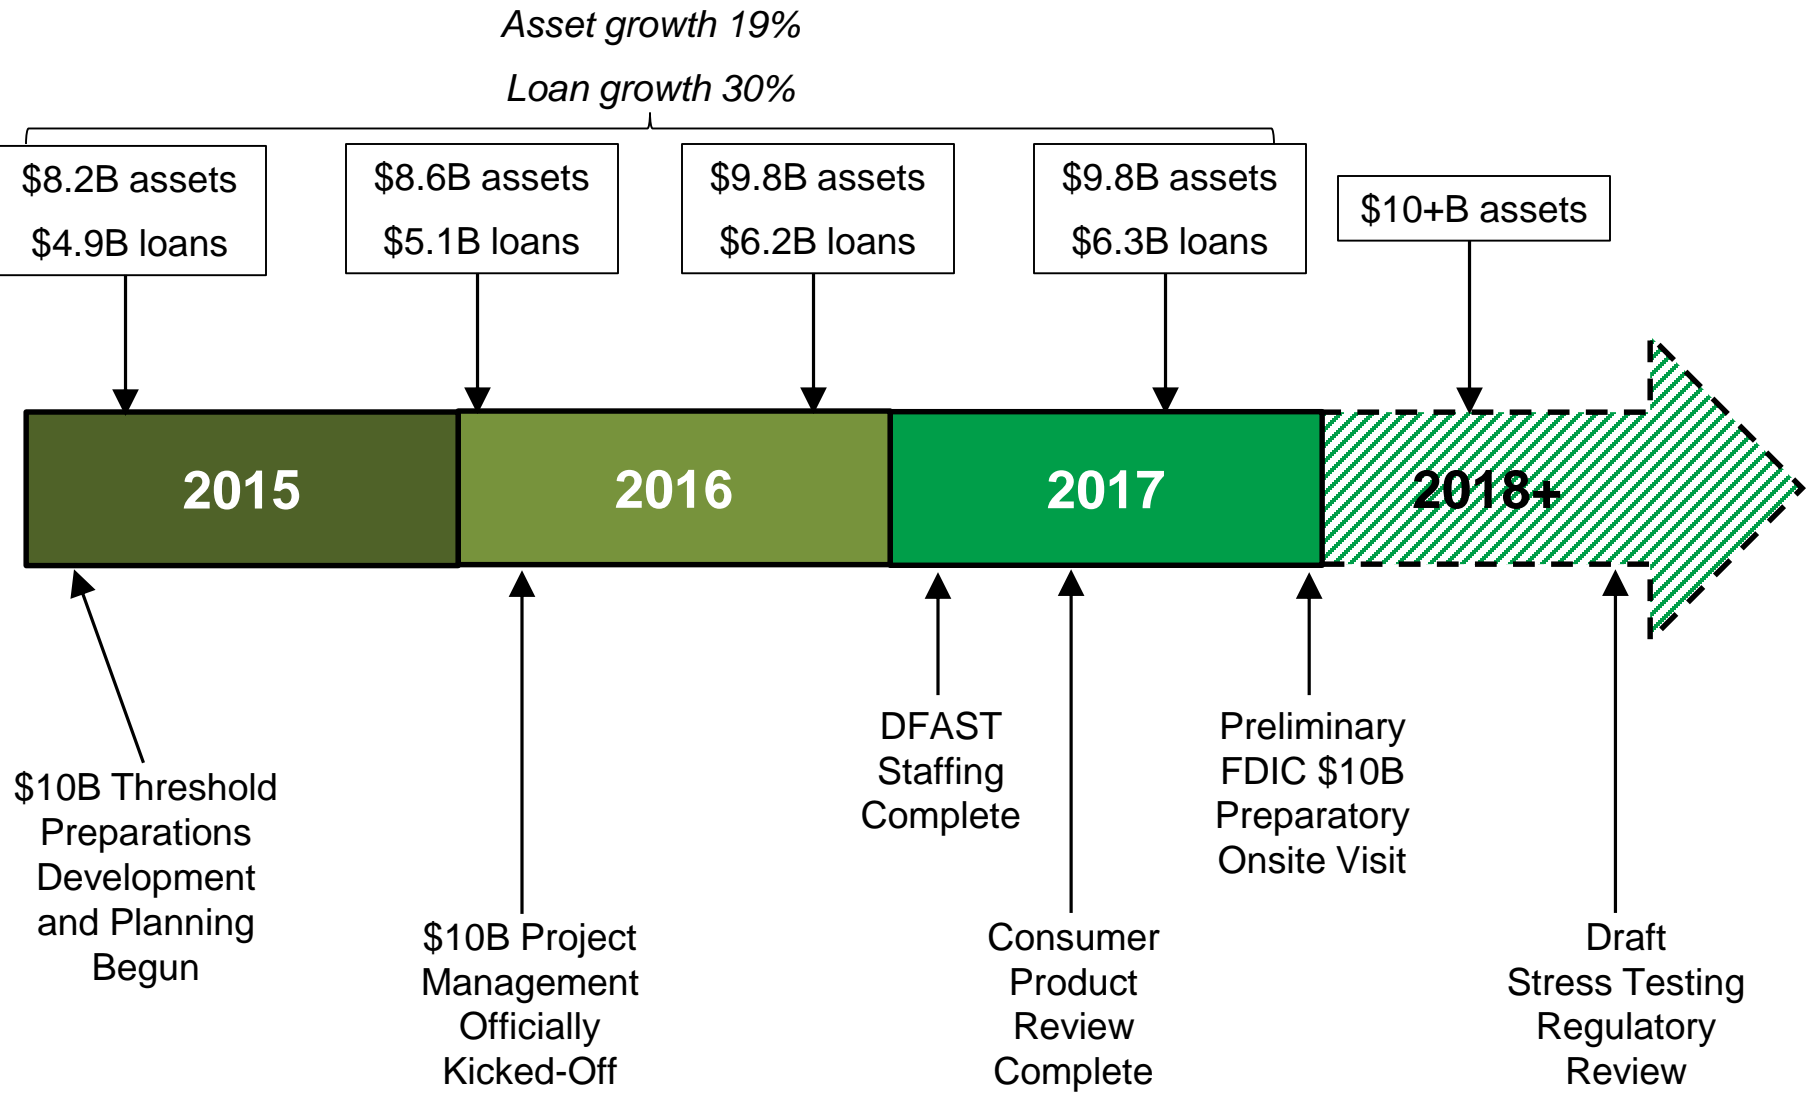 Asset growth 19%
Loan growth 30%
$8.2B assets
$4.9B loans
$8.6B assets
$5.1B loans
$9.8B assets
$6.2B loans
$9.8B assets
$6.3B loans
$10+B assets
2015
2016
2017
2018+
$10B Threshold
Preparations
Development
and Planning
Begun
$10B Project
Management
Officially
Kicked-Off
DFAST
Staffing
Complete
Consumer
Product
Review
Complete
Preliminary
FDIC $10B
Preparatory
Onsite Visit
Draft
Stress Testing
Regulatory
Review